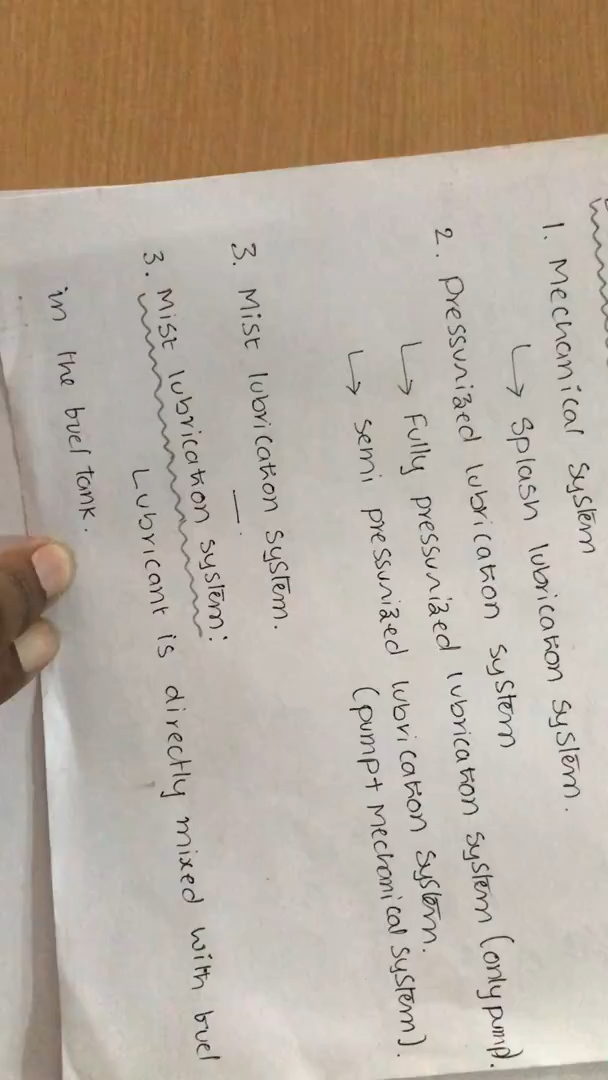 1. Mechanical system
↳ Splash lubrication system.
2. Pressurized lubrication system
↳ Fully pressurized lubrication system (only pump).
↳ semi pressurized lubrication system.
(pump + Mechanical system).
3. Mist lubrication system.
3. Mist lubrication system:
Lubricant is directly mixed with fuel
in the fuel tank.